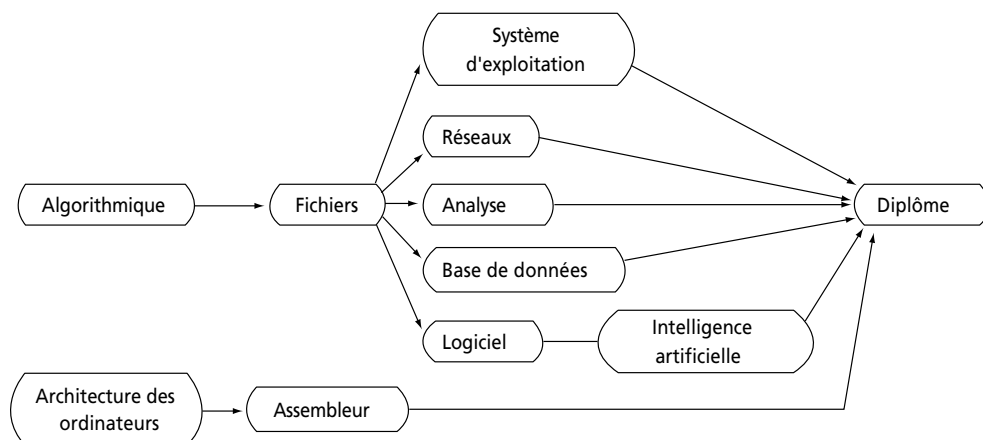 Système
d'exploitation
Réseaux
Algorithmique
Fichiers
Analyse
Diplôme
Base de données
Logiciel
Intelligence
artificielle
Architecture des
ordinateurs
Assembleur